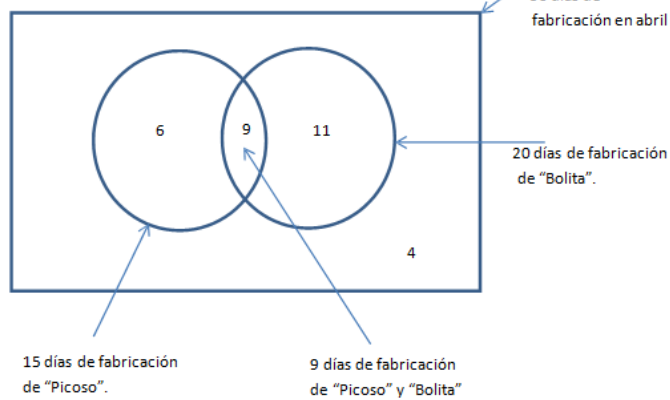 fabricación en abril
6
9
11
20 días de fabricación
de "Bolita".
4
15 días de fabricación
de "Picoso".
9 días de fabricación
de "Picoso" y "Bolita"